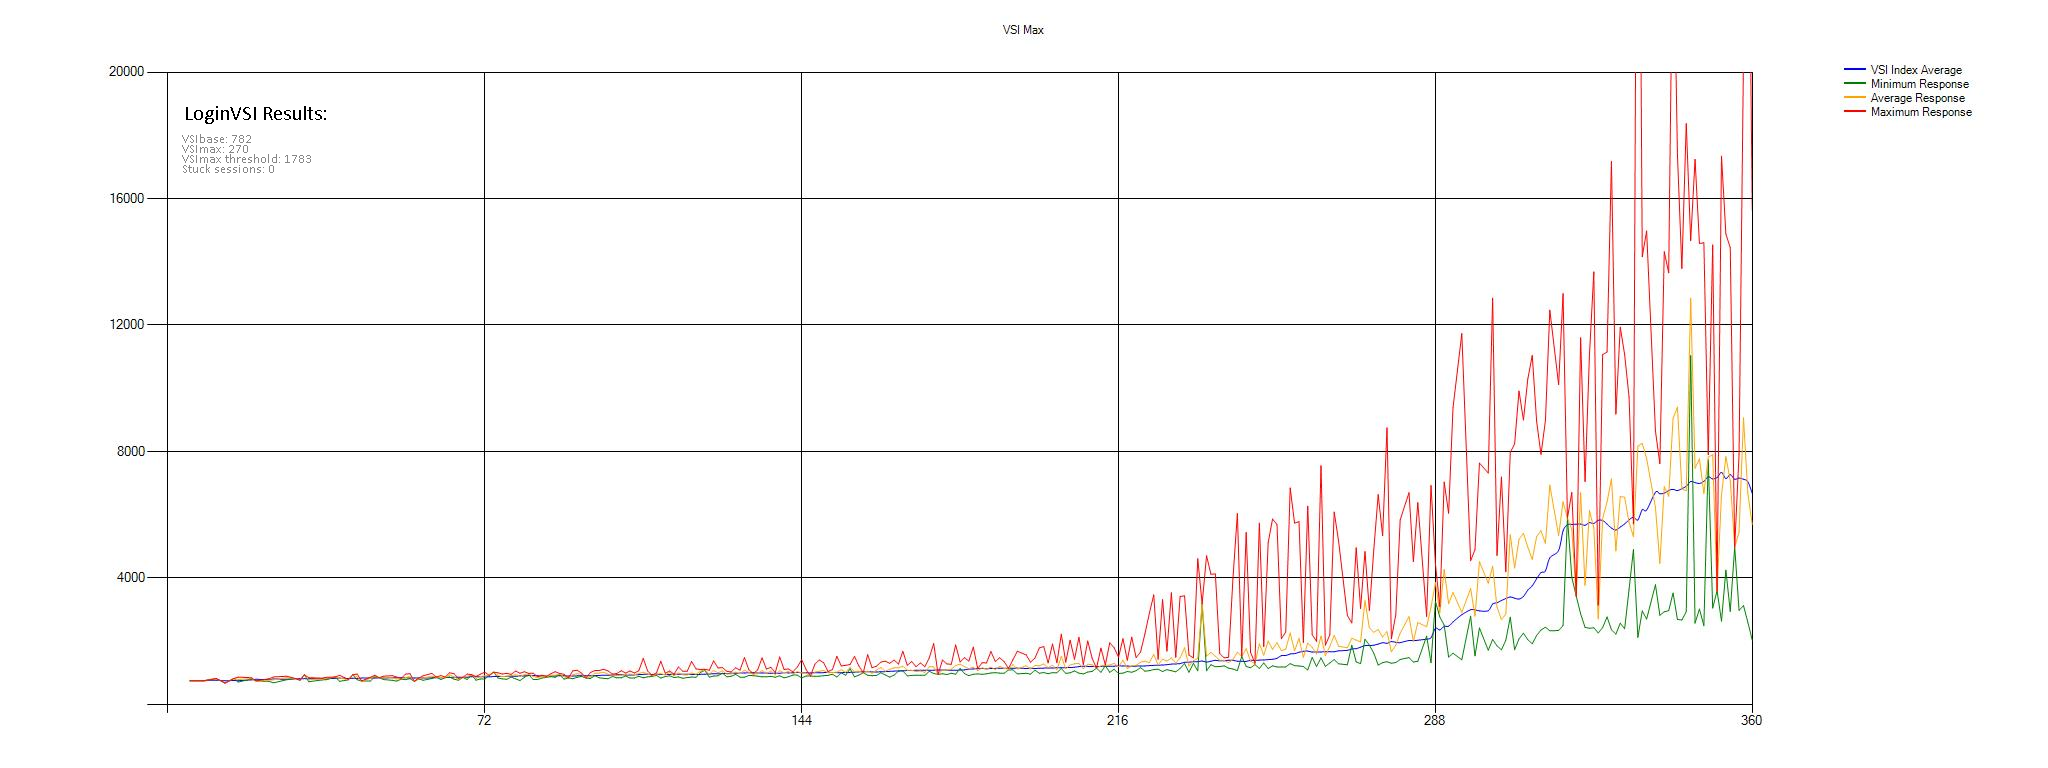 VSI Max
20000
16000
12000
8000
4000
LoginVSI Results:
VSIbase: 782
VSImax: 270
VSImax threshold: 1783
Stuck sessions: 0
VSI Index Average
Minimum Response
Average Response
Maximum Response
72 144 216 288 360